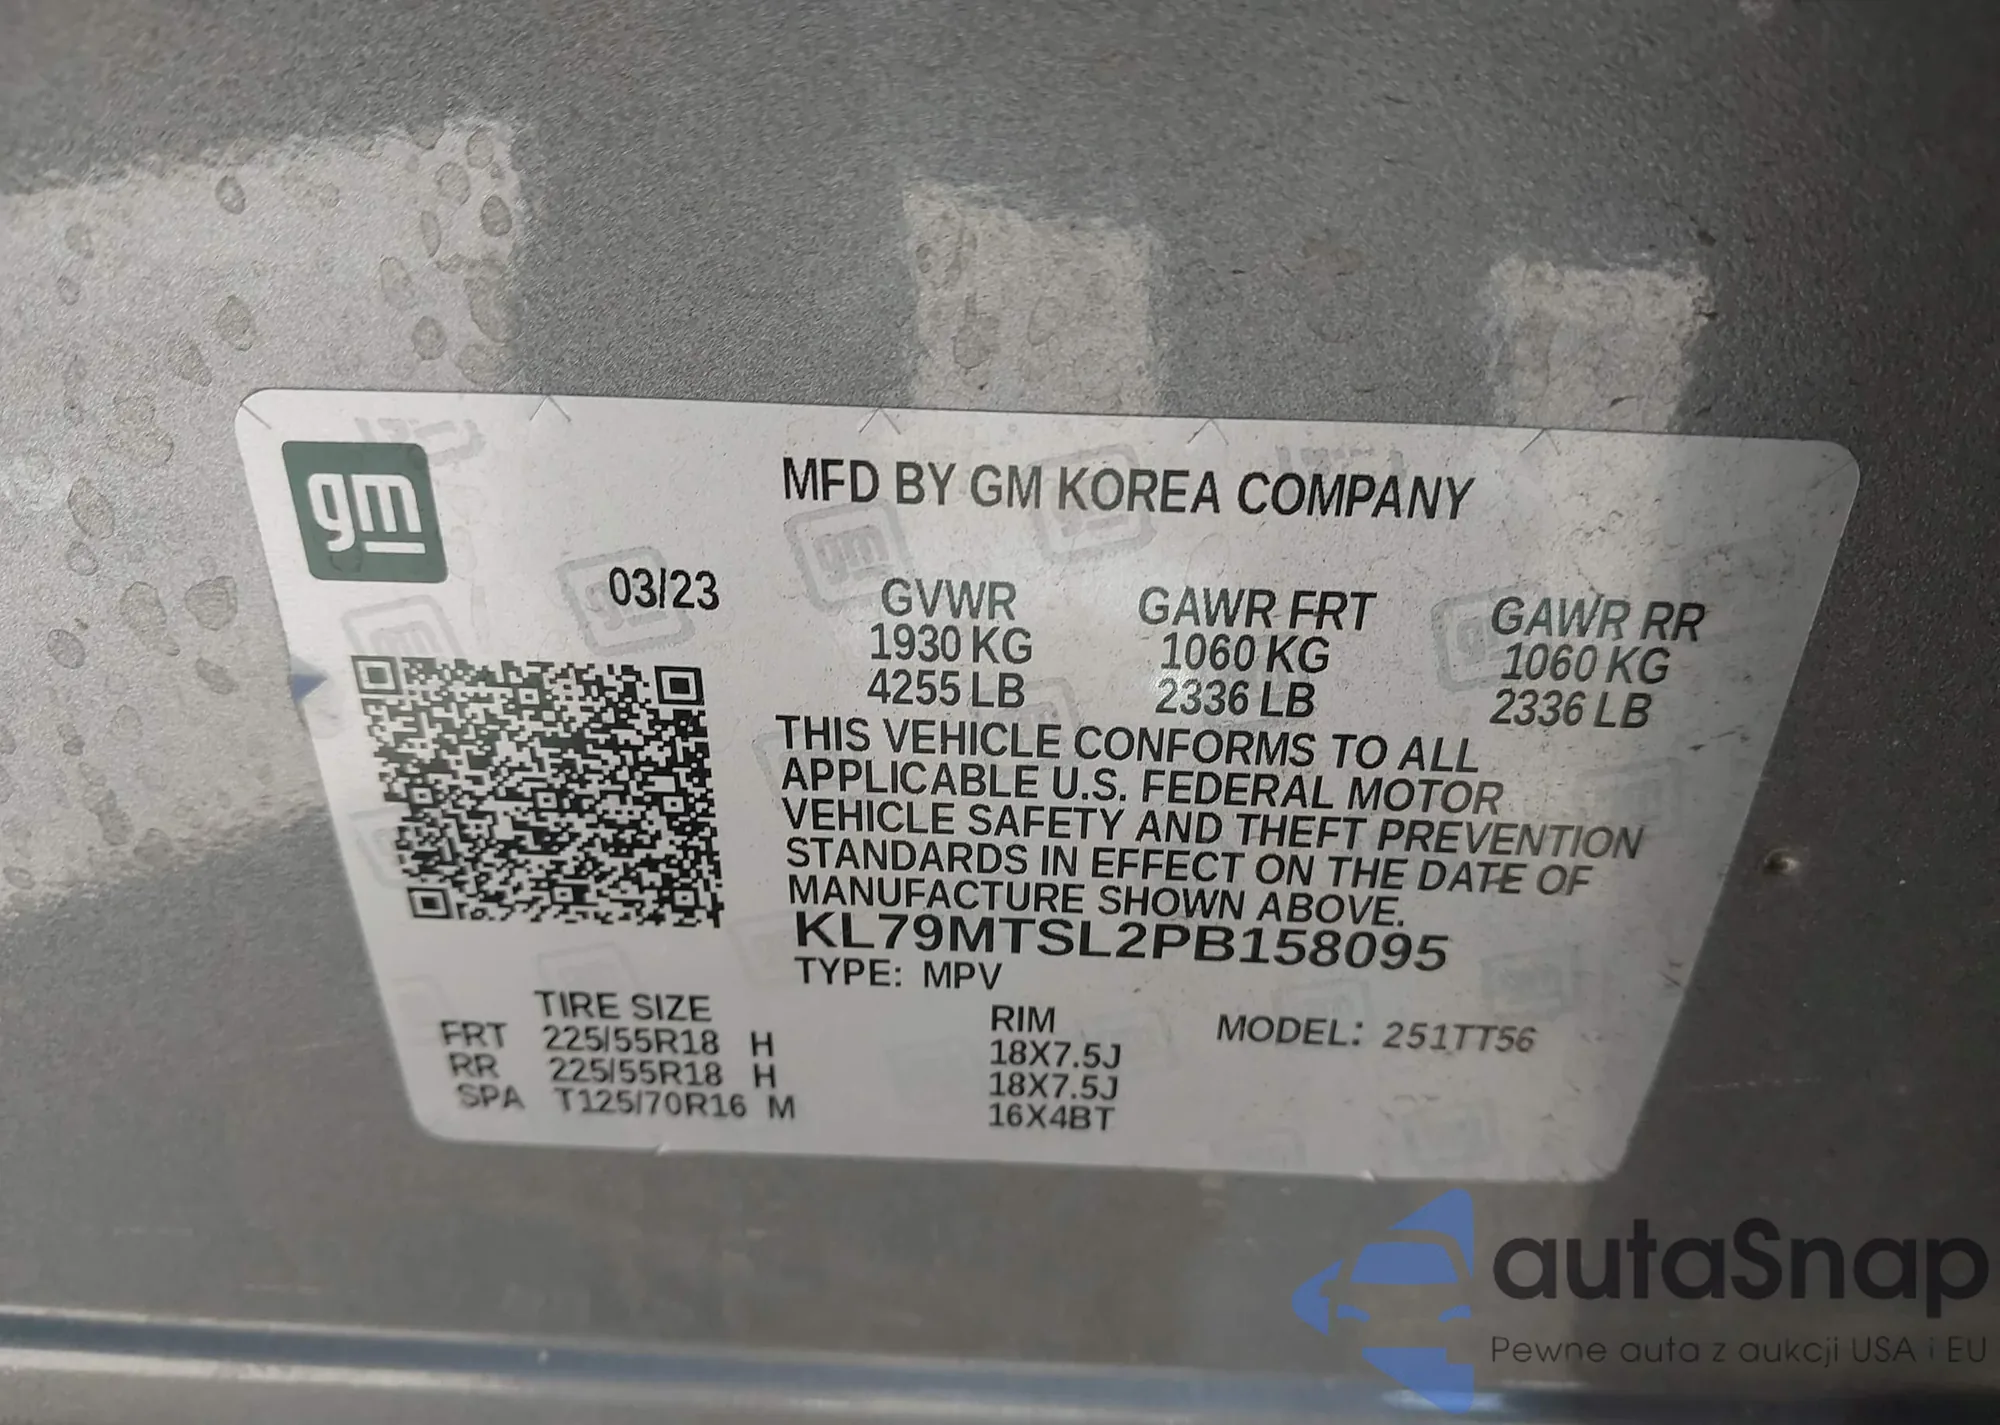 gm
MFD BY GM KOREA COMPANY
03/23
GVWR GAWR FRT GAWR RR
1930 KG 1060 KG 1060 KG
4255 LB 2336 LB 2336 LB
THIS VEHICLE CONFORMS TO ALL
APPLICABLE U.S. FEDERAL MOTOR
VEHICLE SAFETY AND THEFT PREVENTION
STANDARDS IN EFFECT ON THE DATE OF
MANUFACTURE SHOWN ABOVE.
KL79MTSL2PB158095
TYPE: MPV
TIRE SIZE RIM MODEL: 251TT56
FRT 225/55R18 H 18X7.5J
RR 225/55R18 H 18X7.5J
SPA T125/70R16 M 16X4BT
autaSnap
Pewne auta z aukcji USA i EU